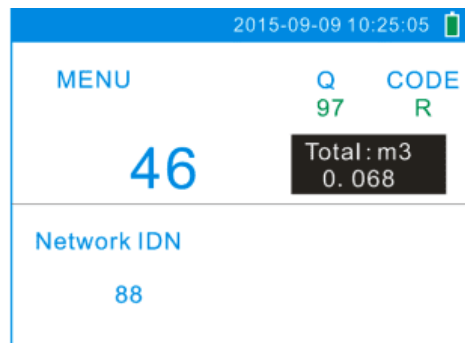 2015-09-09 10:25:05
MENU Q CODE
97 R
46
Total:m3
0.068
Network IDN
88